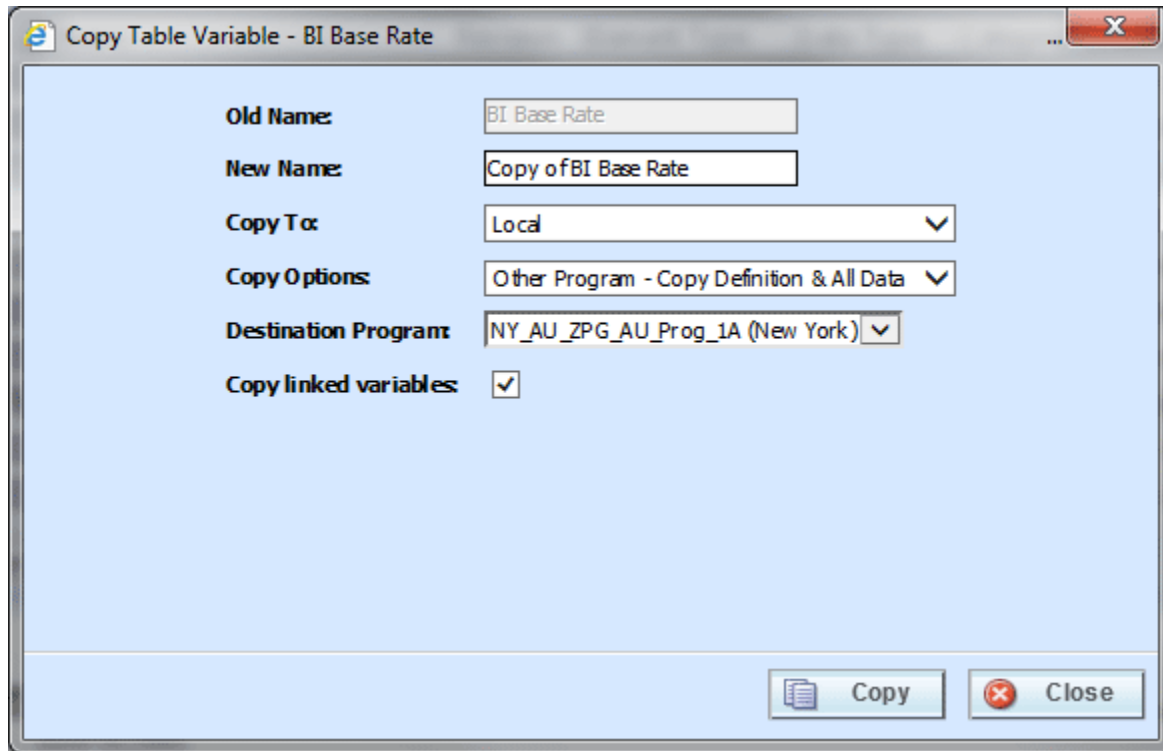 Copy Table Variable - BI Base Rate ...
Old Name: BI Base Rate
New Name: Copy of BI Base Rate
Copy To: Local
Copy Options: Other Program - Copy Definition & All Data
Destination Program: NY_AU_ZPG_AU_Prog_1A (New York)
Copy linked variables:
Copy Close